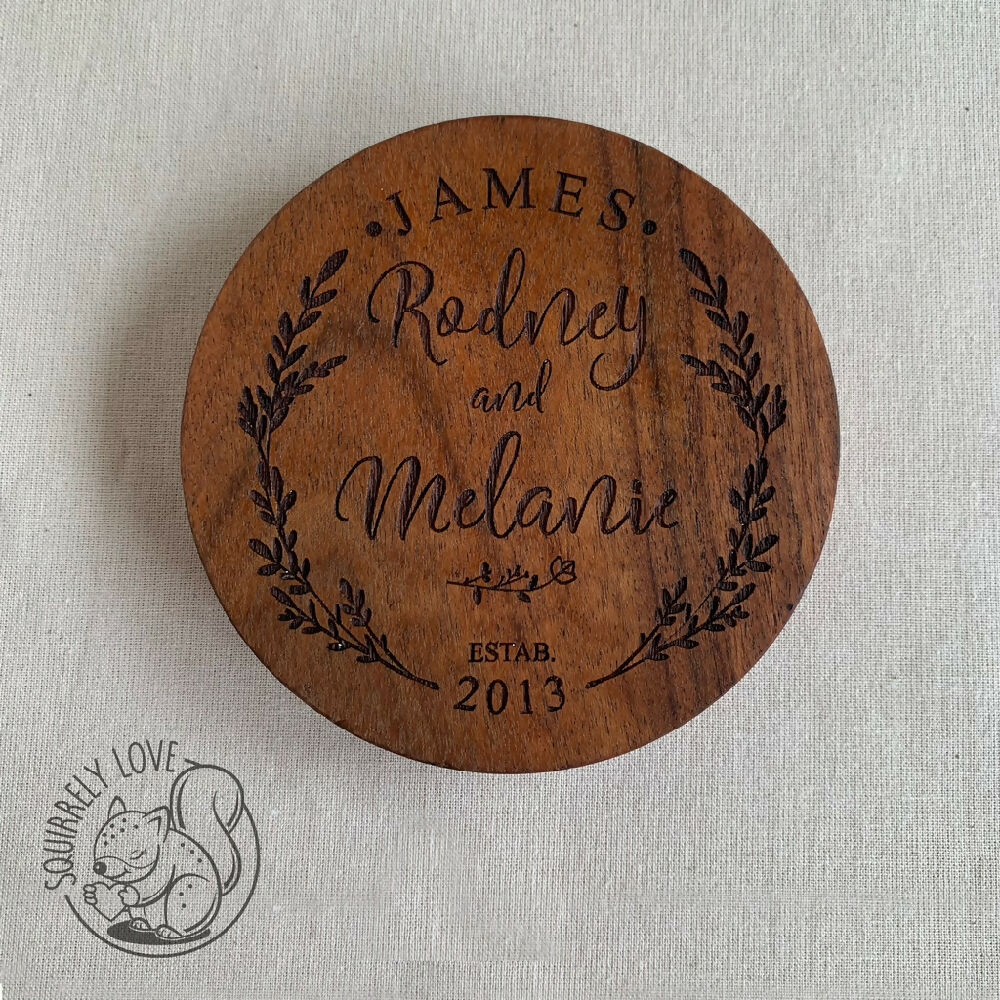 •JAMES•
Rodney
and
Melanie
ESTAB.
2013
SQUIRRELY LOVE